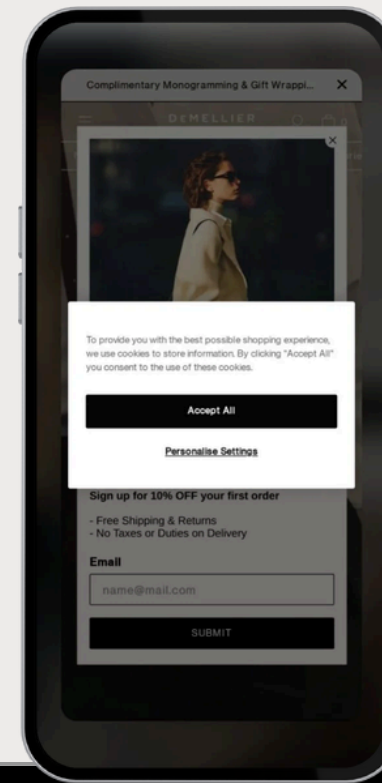 Complimentary Monogramming & Gift Wrappi...
DEMELLIER
To provide you with the best possible shopping experience,
we use cookies to store information. By clicking "Accept All"
you consent to the use of these cookies.
Accept All
Personalise Settings
Sign up for 10% OFF your first order
- Free Shipping & Returns
- No Taxes or Duties on Delivery
Email
name@mail.com
SUBMIT